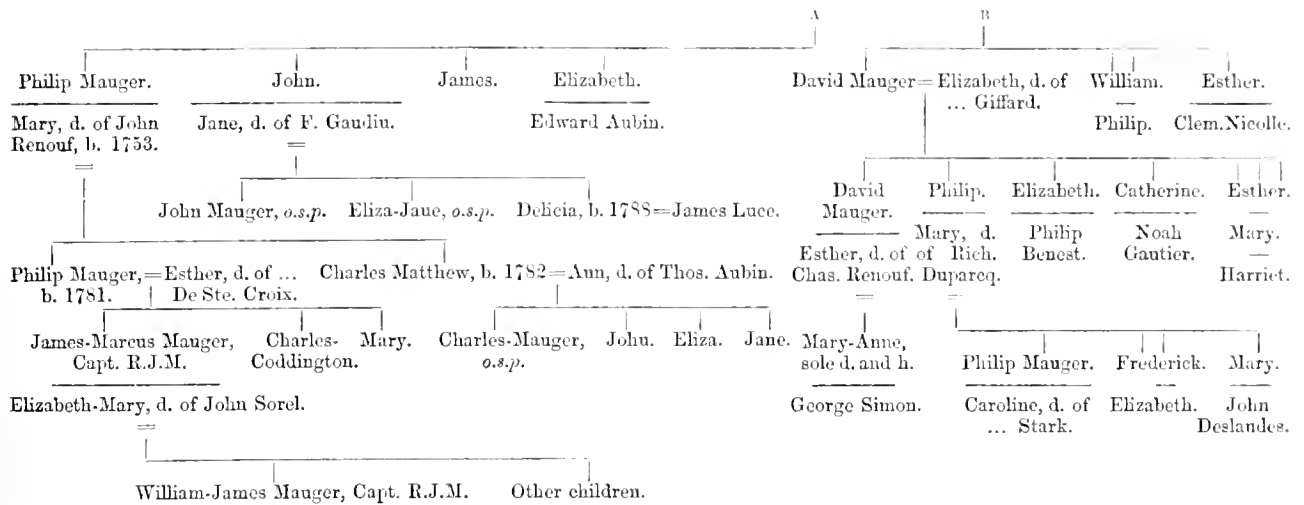 A B
Philip Mauger. John. James. Elizabeth. David Mauger= Elizabeth, d. of William. Esther.
... Giffard.
Mary, d. of John Jane, d. of F. Gaudin. Edward Aubin. Philip. Clem. Nicolle.
Renouf, b. 1753.
=
=
David Philip. Elizabeth. Catherine. Esther.
Mauger.
John Mauger, o.s.p. Eliza-Jane, o.s.p. Delicia, b. 1788=James Luce.
Mary, d. Philip Noah Mary.
Esther, d. of of Rich. Benest. Gautier.
Chas. Renouf. Duparcq. Harriet.
= =
Philip Mauger,=Esther, d. of ... Charles Matthew, b. 1782=Ann, d. of Thos. Aubin.
b. 1781. De Ste. Croix.
James-Marcus Mauger, Charles- Mary. Charles-Mauger, John. Eliza. Jane. Mary-Anne,
Capt. R.J.M. Coddington. o.s.p. sole d. and h.
Philip Mauger. Frederick. Mary.
Elizabeth-Mary, d. of John Sorel. George Simon. Caroline, d. of Elizabeth. John
... Stark. Deslandes.
=
William-James Mauger, Capt. R.J.M. Other children.